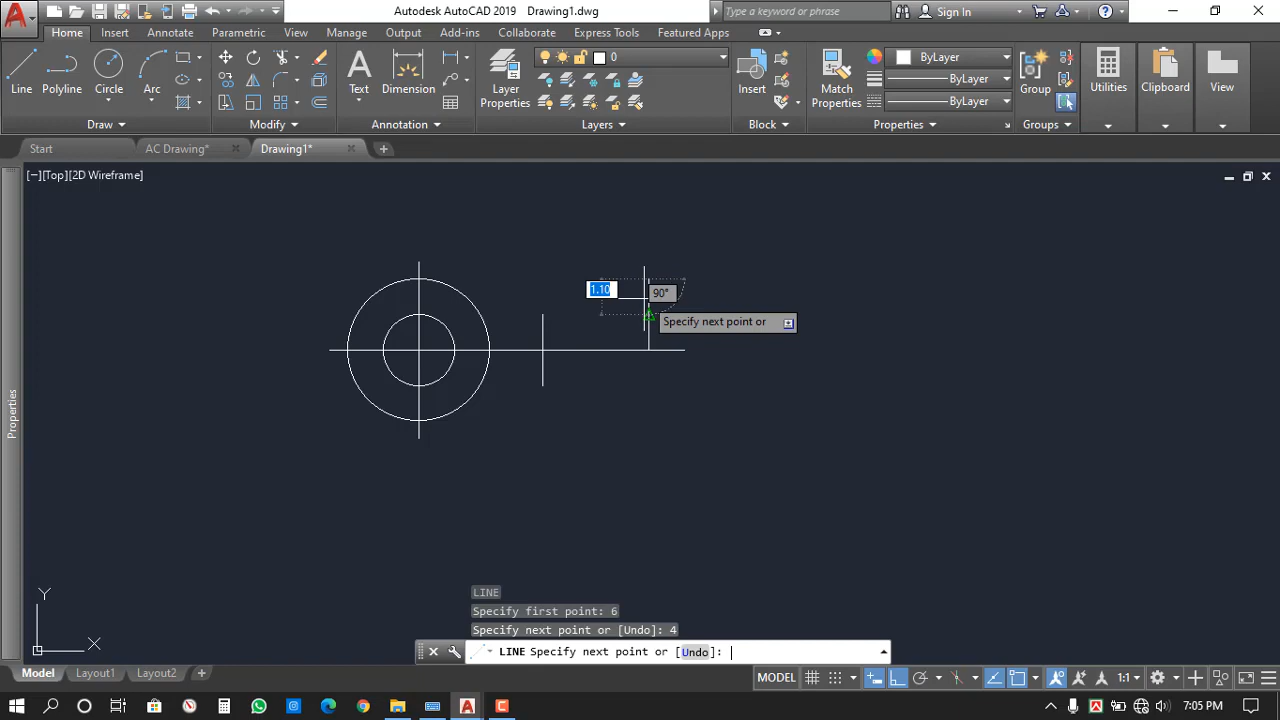 Autodesk AutoCAD 2019 Drawing1.dwg
Type a keyword or phrase
Sign In
Home Insert Annotate Parametric View Manage Output Add-ins Collaborate Express Tools Featured Apps
Line Polyline Circle Arc
Text Dimension
Layer Properties
0
Insert
Match Properties
ByLayer
ByLayer
ByLayer
Group
Utilities Clipboard View
Draw Modify Annotation Layers Block Properties Groups
Start AC Drawing* Drawing1*
[−][Top][2D Wireframe]
1.10
90°
Specify next point or
Properties
Y
X
LINE
Specify first point: 6
Specify next point or [Undo]: 4
LINE Specify next point or [Undo]:
Model Layout1 Layout2
MODEL
1:1
7:05 PM